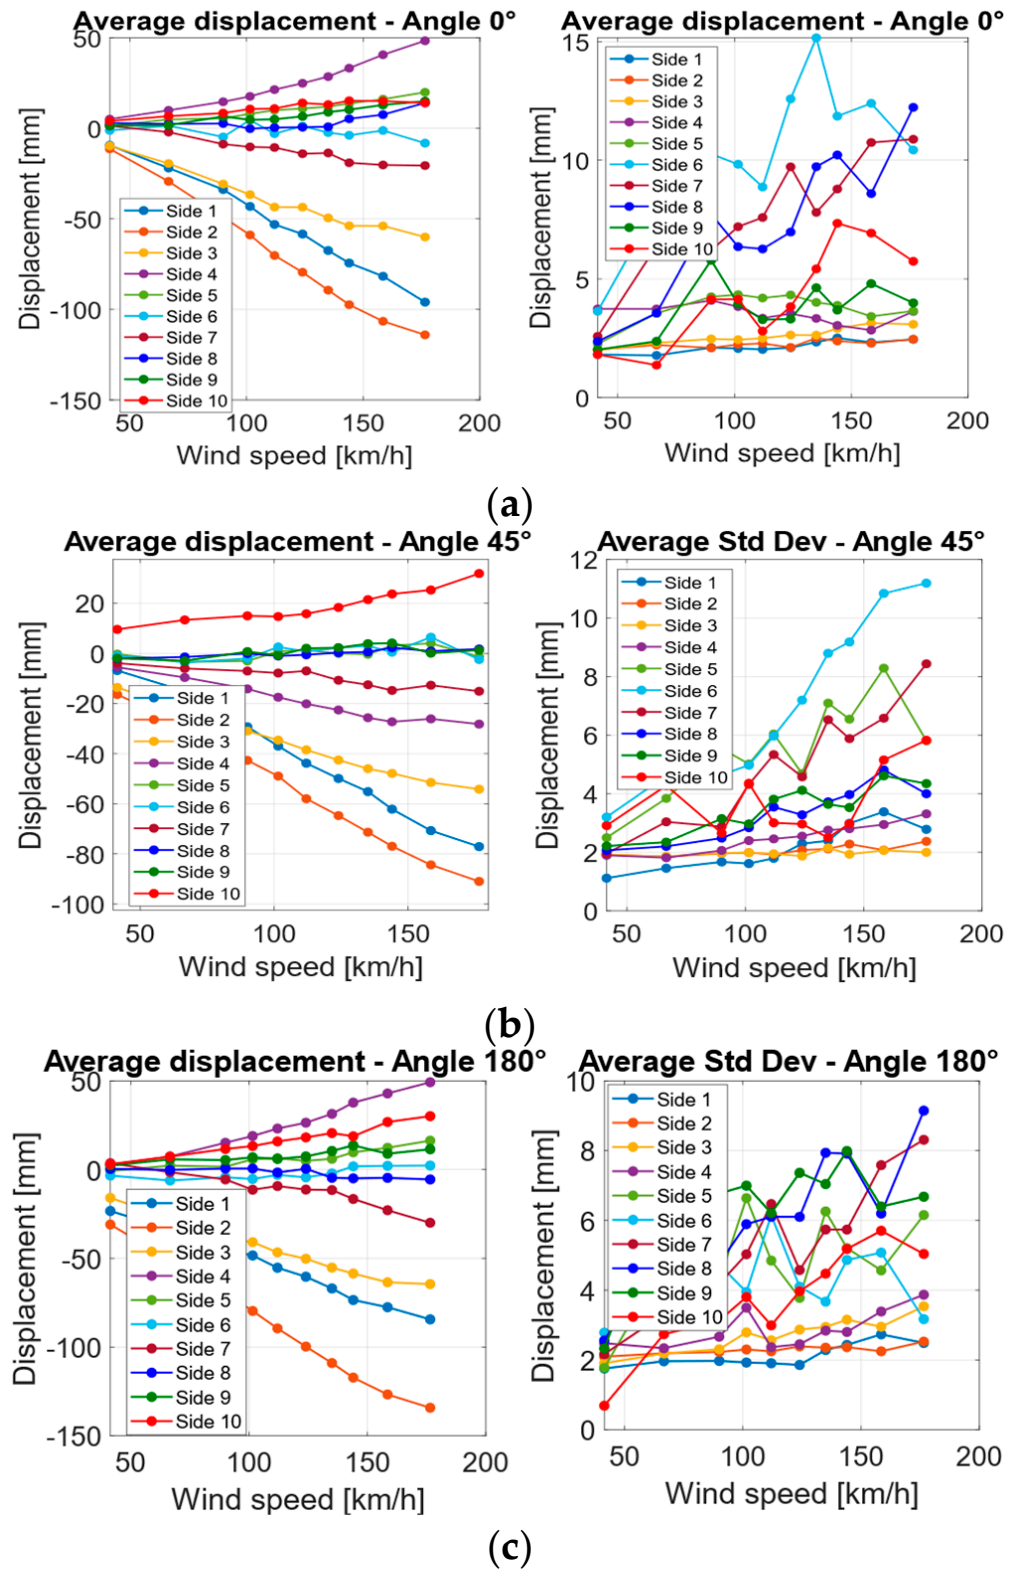 Average displacement - Angle 0°
50
0
-50
-100
-150
50
100
150
200
Displacement [mm]
Wind speed [km/h]
Side 1
Side 2
Side 3
Side 4
Side 5
Side 6
Side 7
Side 8
Side 9
Side 10
Average displacement - Angle 0°
15
10
5
0
50
100
150
200
Displacement [mm]
Wind speed [km/h]
Side 1
Side 2
Side 3
Side 4
Side 5
Side 6
Side 7
Side 8
Side 9
Side 10
(a)
Average displacement - Angle 45°
20
0
-20
-40
-60
-80
-100
50
100
150
Displacement [mm]
Wind speed [km/h]
Side 1
Side 2
Side 3
Side 4
Side 5
Side 6
Side 7
Side 8
Side 9
Side 10
Average Std Dev - Angle 45°
12
10
8
6
4
2
0
50
100
150
200
Displacement [mm]
Wind speed [km/h]
Side 1
Side 2
Side 3
Side 4
Side 5
Side 6
Side 7
Side 8
Side 9
Side 10
(b)
Average displacement - Angle 180°
50
0
-50
-100
-150
50
100
150
200
Displacement [mm]
Wind speed [km/h]
Side 1
Side 2
Side 3
Side 4
Side 5
Side 6
Side 7
Side 8
Side 9
Side 10
Average Std Dev - Angle 180°
10
8
6
4
2
0
50
100
150
200
Displacement [mm]
Wind speed [km/h]
Side 1
Side 2
Side 3
Side 4
Side 5
Side 6
Side 7
Side 8
Side 9
Side 10
(c)